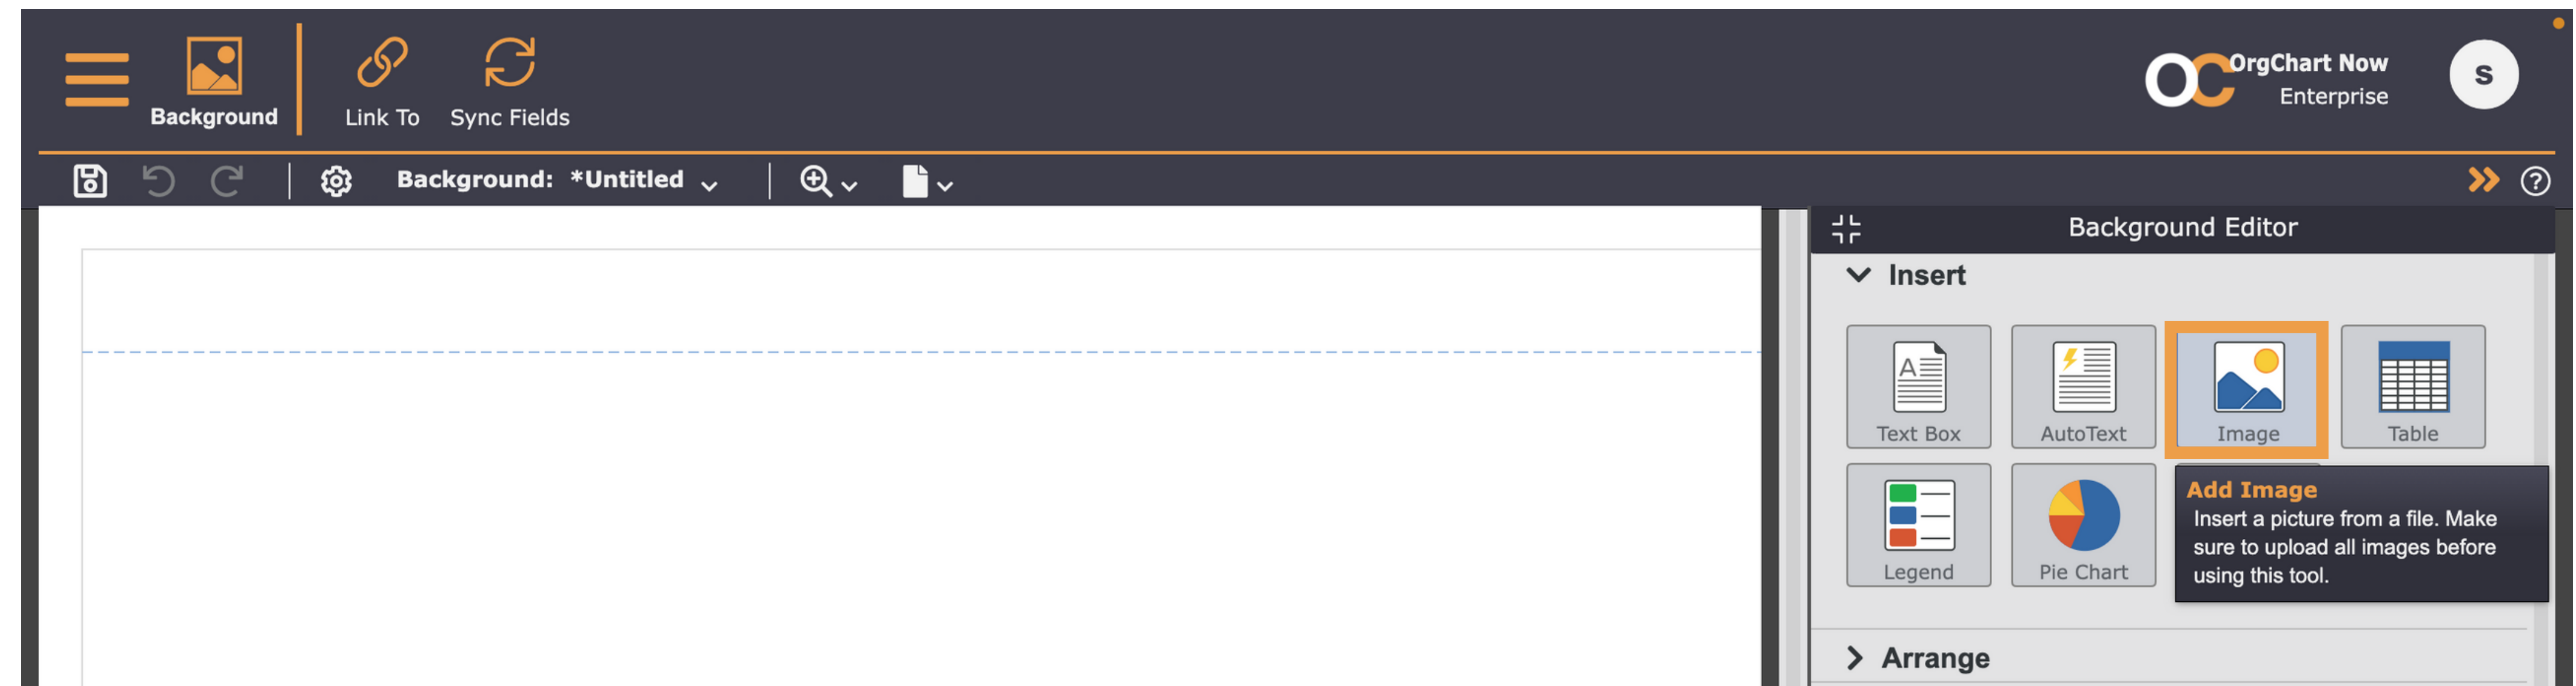 Background
Link To
Sync Fields
OC OrgChart Now
Enterprise
S
Background: *Untitled
Background Editor
Insert
A
Text Box
AutoText
Image
Table
Legend
Pie Chart
Add Image
Insert a picture from a file. Make
sure to upload all images before
using this tool.
Arrange